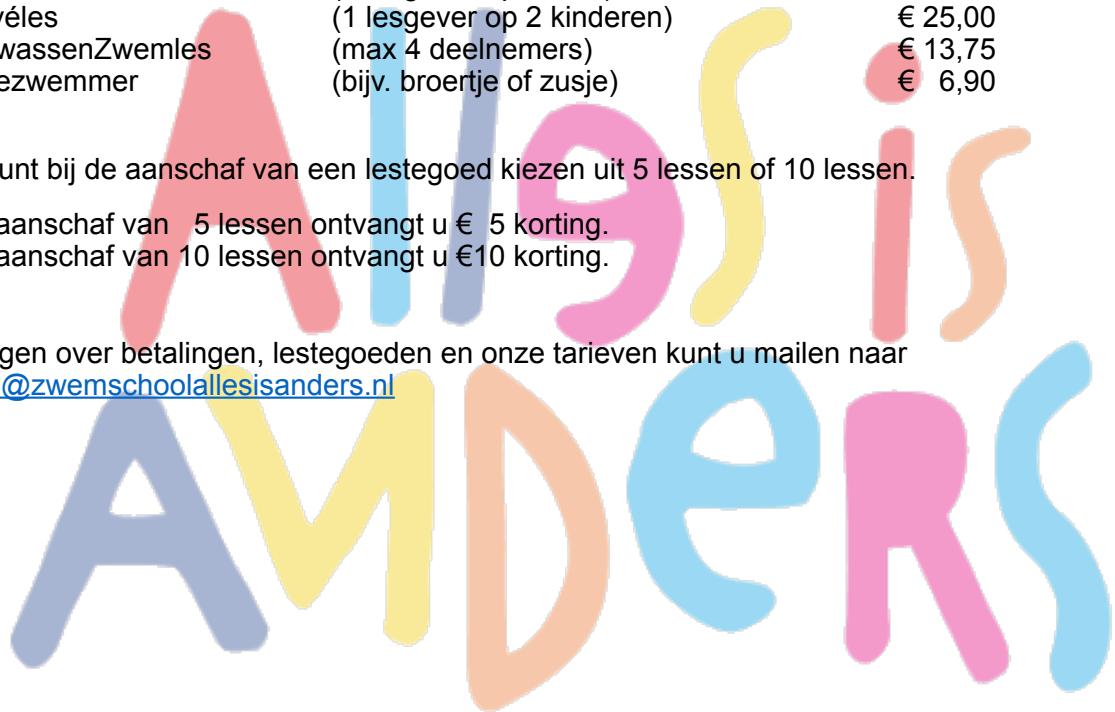 véles (1 lesgever op 2 kinderen) € 25,00
wassenZwemles (max 4 deelnemers) € 13,75
ezwemmer (bijv. broertje of zusje) € 6,90
unt bij de aanschaf van een lestegoed kiezen uit 5 lessen of 10 lessen.
aanschaf van 5 lessen ontvangt u € 5 korting.
aanschaf van 10 lessen ontvangt u €10 korting.
gen over betalingen, lestegoeden en onze tarieven kunt u mailen naar
@zwemschoolallesisanders.nl
Alles is
ANDeRS